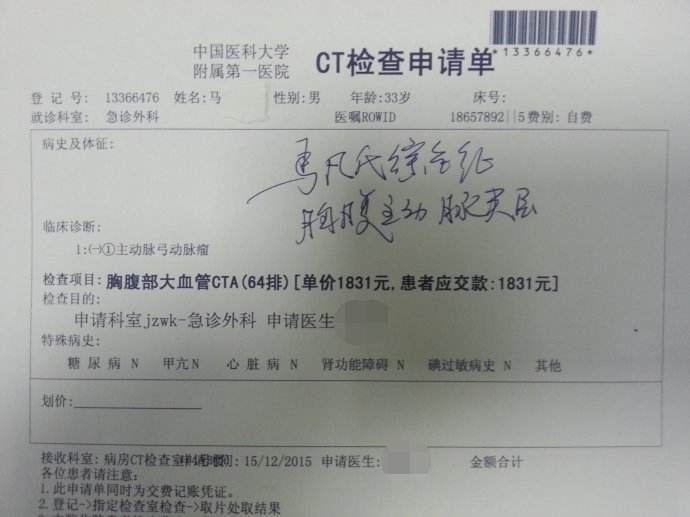 *13366476*
中国医科大学
附属第一医院
CT检查申请单
登 记 号: 13366476 姓名:马 性别:男 年龄:33岁 床号:
就诊科室: 急诊外科 医嘱ROWID 18657892||5 费别: 自费
病史及体征:
马凡氏综合征
胸腹主动脉夹层
临床诊断:
1:㈠①主动脉弓动脉瘤
检查项目: 胸腹部大血管CTA(64排)[单价1831元,患者应交款:1831元]
检查目的:
申请科室jzwk-急诊外科 申请医生
特殊病史:
糖 尿 病 N 甲亢 N 心 脏 病 N 肾功能障碍 N 碘过敏病史 N 其他
划价:
接收科室: 病房CT检查室 申请时间: 15/12/2015 申请医生: 金额合计
各位患者请注意:
1.此申请单同时为交费记账凭证。
2.登记->指定检查室检查->取片处取结果